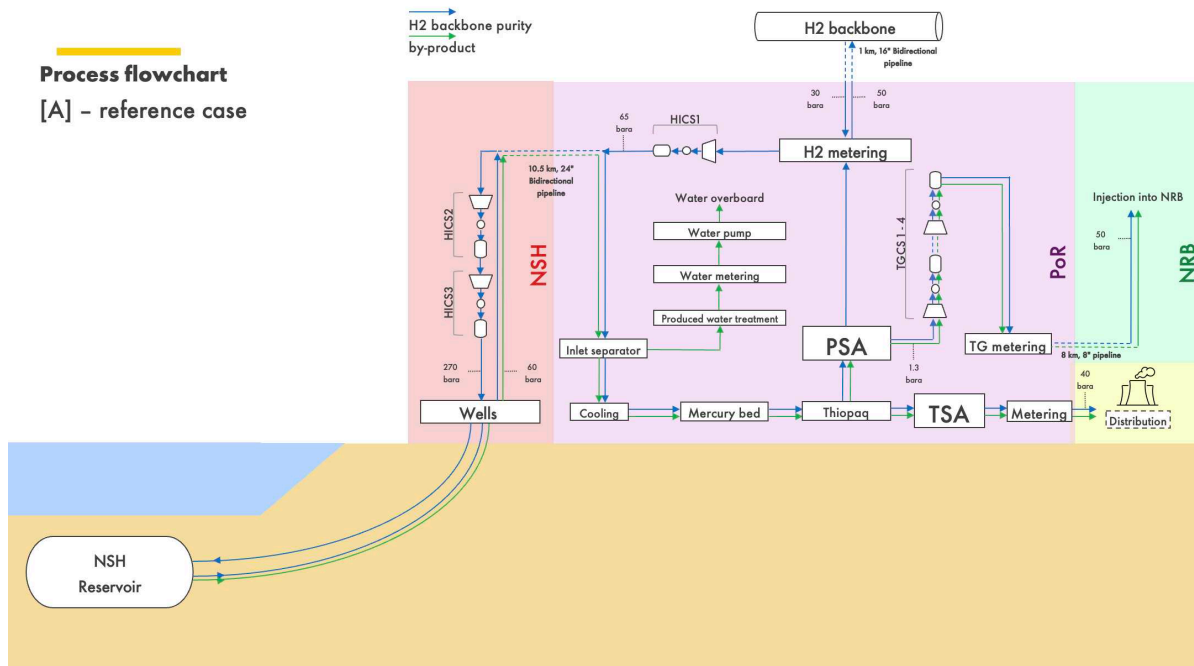 Process flowchart
[A] – reference case
H2 backbone purity
by-product
H2 backbone
1 km, 16" Bidirectional
pipeline
30
bara
50
bara
H2 metering
HICS1
65
bara
10.5 km, 24"
Bidirectional
pipeline
HICS2
HICS3
NSH
270
bara
60
bara
Wells
Water overboard
Water pump
Water metering
Produced water treatment
Inlet separator
Cooling
Mercury bed
Thiopaq
PSA
1.3
bara
TGCS 1 - 4
PoR
TG metering
8 km, 8" pipeline
Injection into NRB
50
bara
NRB
TSA
Metering
40
bara
Distribution
NSH
Reservoir